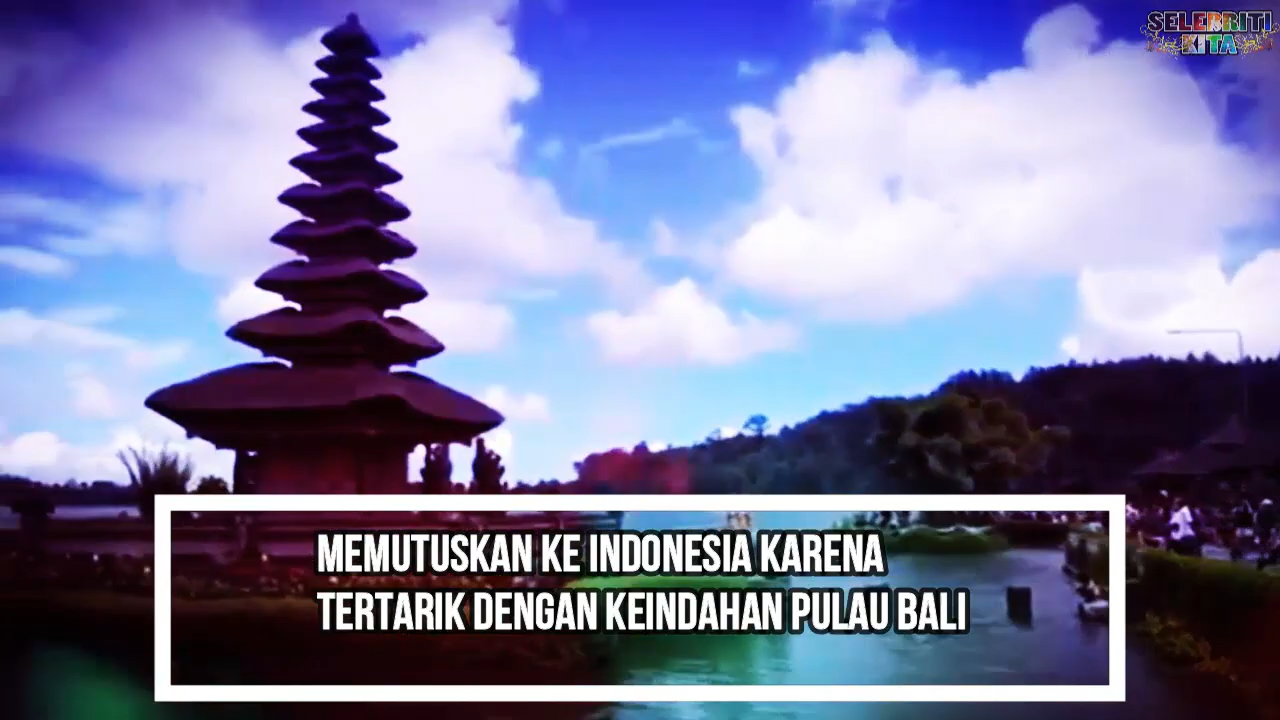 SELEBRITI
KITA
MEMUTUSKAN KE INDONESIA KARENA
TERTARIK DENGAN KEINDAHAN PULAU BALI